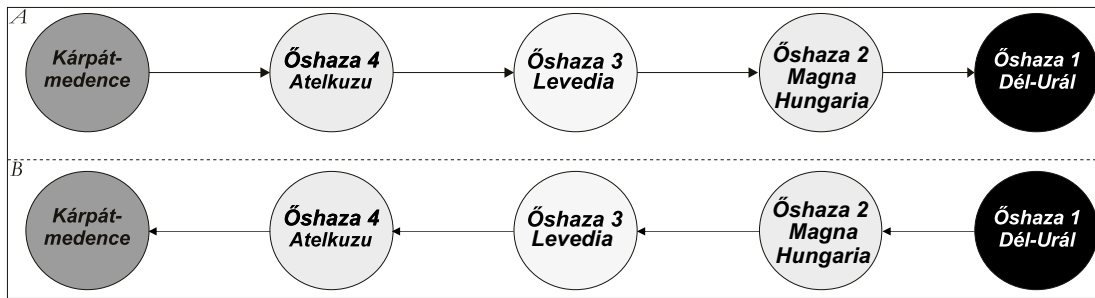 A
Kárpát-
medence
Őshaza 4
Atelkuzu
Őshaza 3
Levedia
Őshaza 2
Magna
Hungaria
Őshaza 1
Dél-Urál
B
Kárpát-
medence
Őshaza 4
Atelkuzu
Őshaza 3
Levedia
Őshaza 2
Magna
Hungaria
Őshaza 1
Dél-Urál